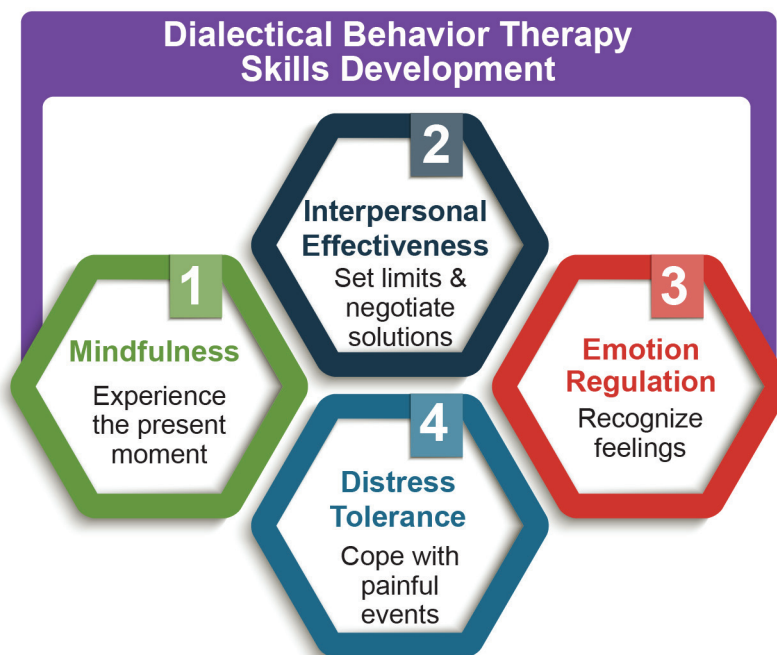 Dialectical Behavior Therapy
Skills Development
1
Mindfulness
Experience
the present
moment
2
Interpersonal
Effectiveness
Set limits &
negotiate
solutions
3
Emotion
Regulation
Recognize
feelings
4
Distress
Tolerance
Cope with
painful
events